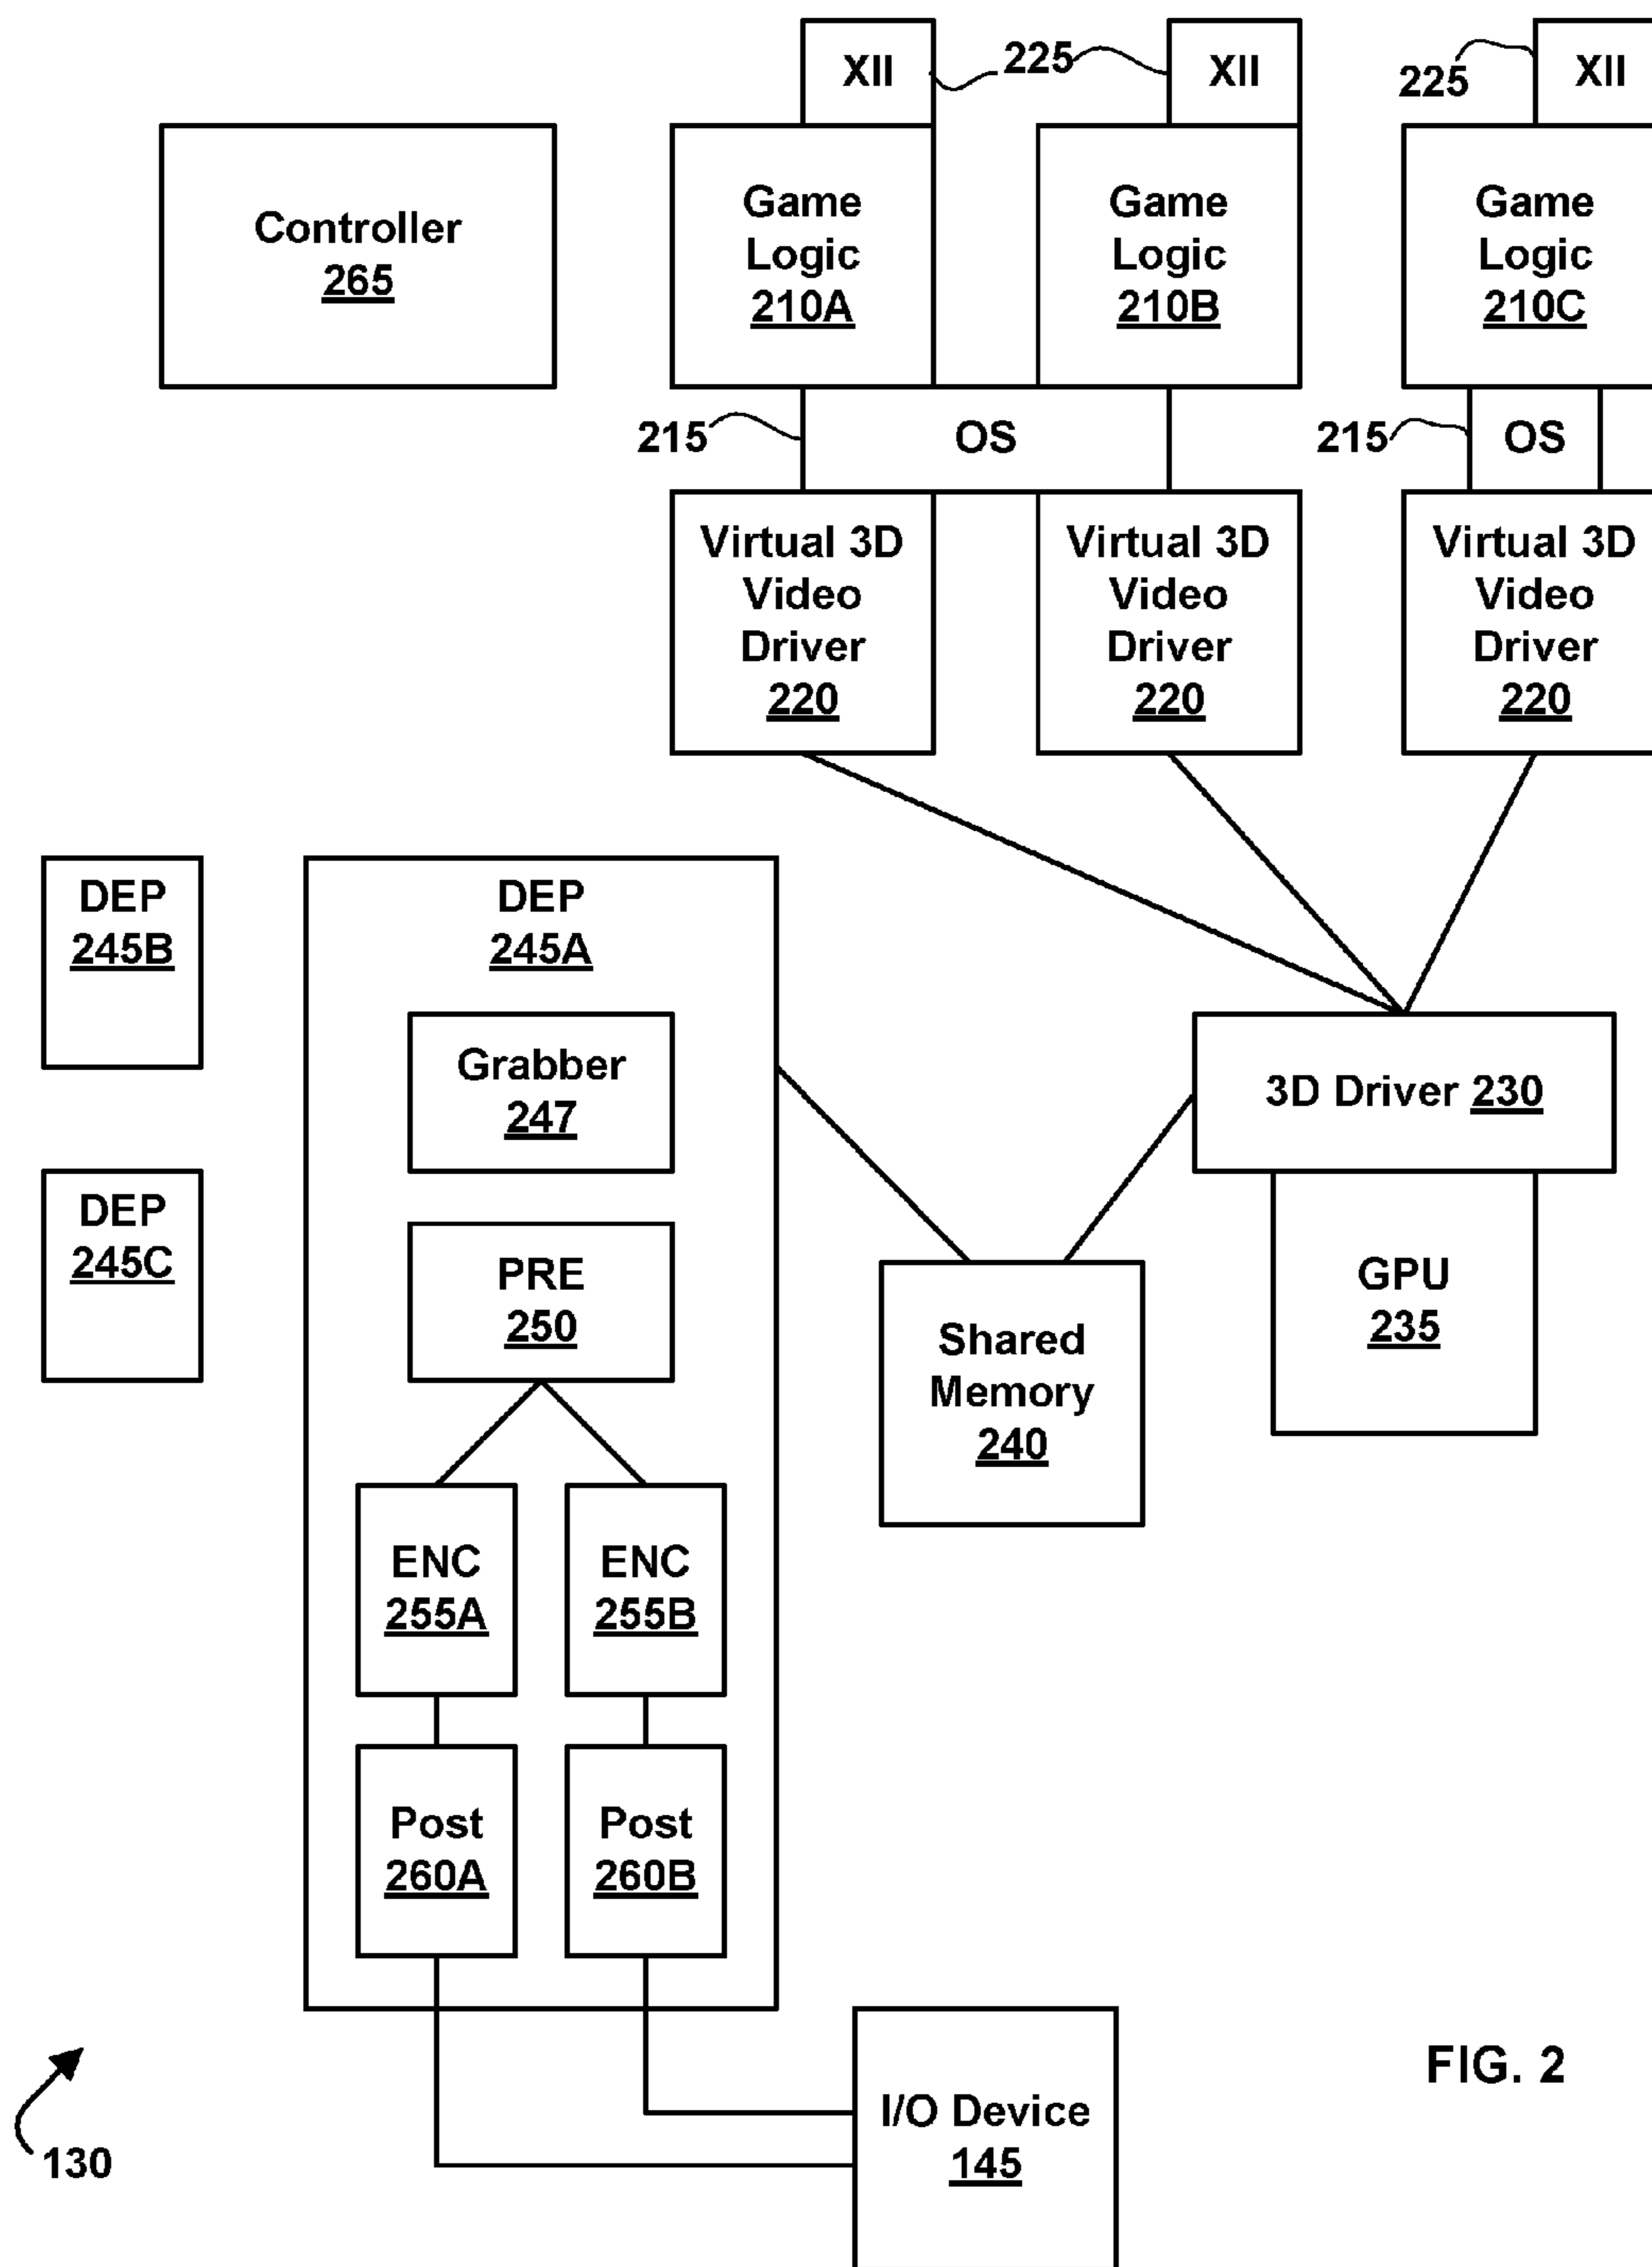 XII
225
XII
225
XII
Controller
265
Game
Logic
210A
Game
Logic
210B
Game
Logic
210C
215
OS
215
OS
Virtual 3D
Video
Driver
220
Virtual 3D
Video
Driver
220
Virtual 3D
Video
Driver
220
DEP
245B
DEP
245A
Grabber
247
3D Driver 230
DEP
245C
PRE
250
Shared
Memory
240
GPU
235
ENC
255A
ENC
255B
Post
260A
Post
260B
I/O Device
145
FIG. 2
130